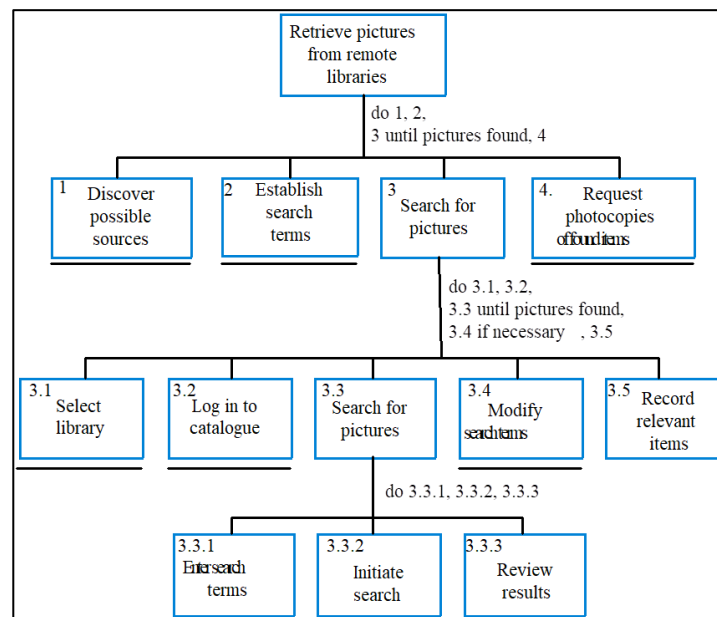 Retrieve pictures
from remote
libraries
do 1, 2,
3 until pictures found, 4
1
Discover
possible
sources
2
Establish
search
terms
3
Search for
pictures
4.
Request
photocopies
of found items
do 3.1, 3.2,
3.3 until pictures found,
3.4 if necessary , 3.5
3.1
Select
library
3.2
Log in to
catalogue
3.3
Search for
pictures
3.4
Modify
search terms
3.5
Record
relevant
items
do 3.3.1, 3.3.2, 3.3.3
3.3.1
Enter search
terms
3.3.2
Initiate
search
3.3.3
Review
results